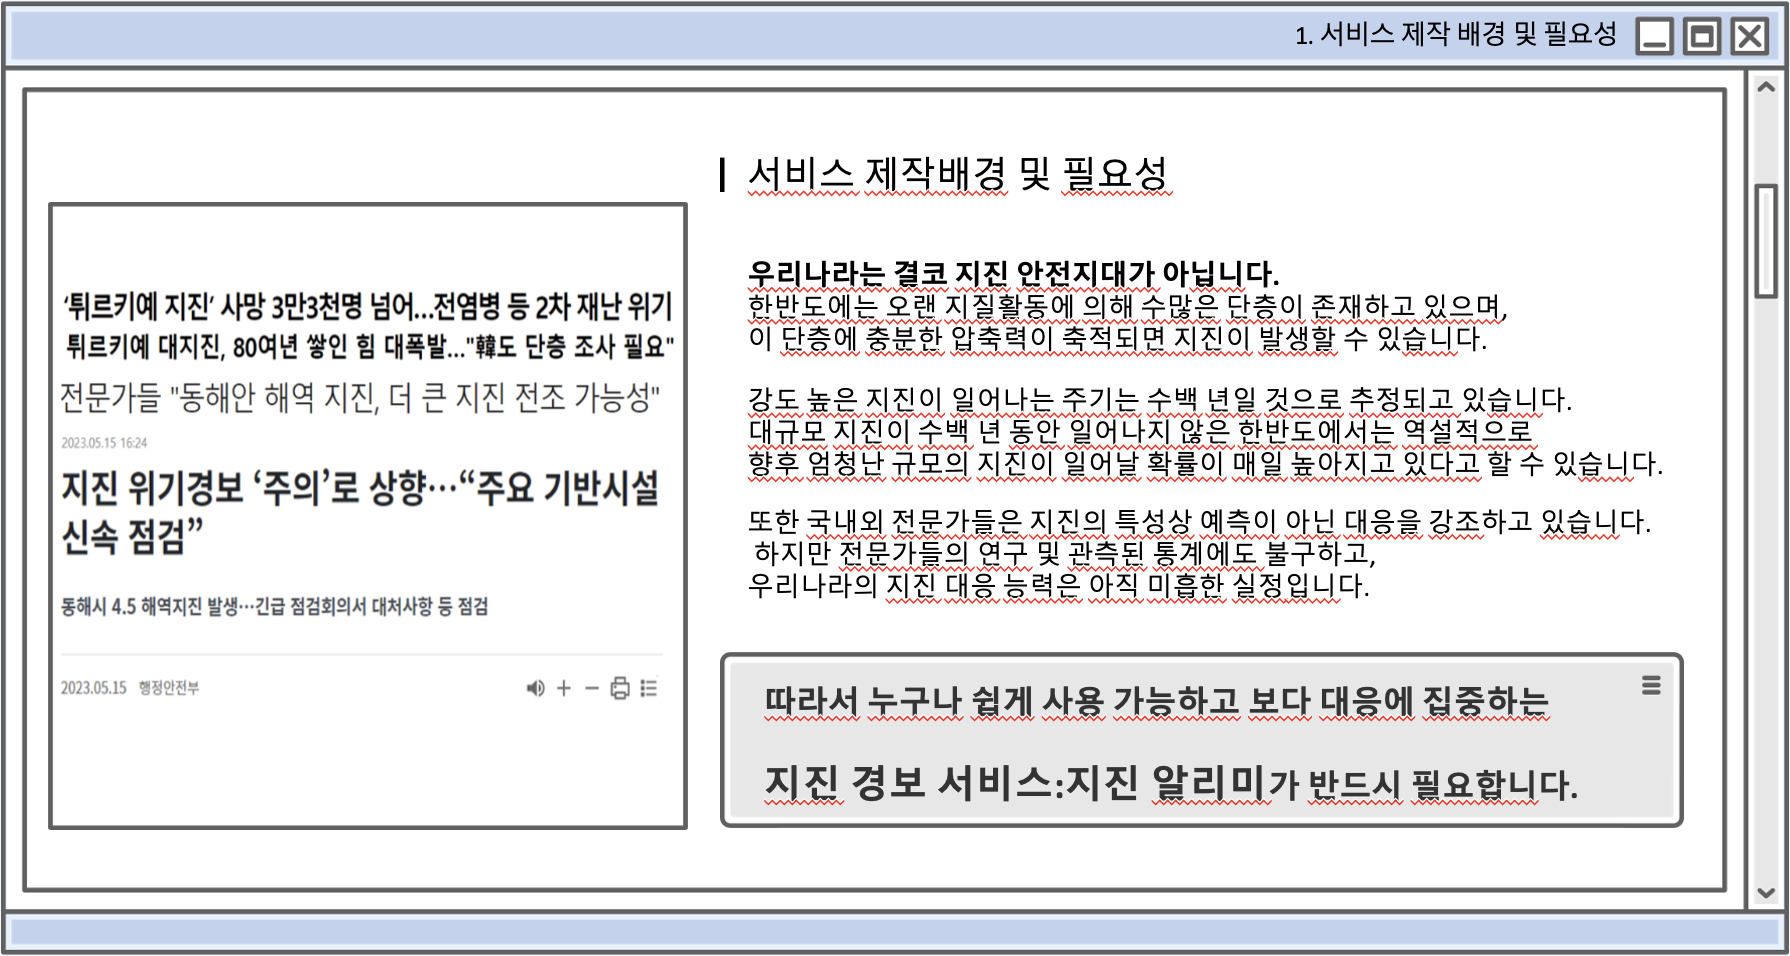 1. 서비스 제작 배경 및 필요성
‘튀르키예 지진’ 사망 3만3천명 넘어...전염병 등 2차 재난 위기
튀르키예 대지진, 80여년 쌓인 힘 대폭발..."韓도 단층 조사 필요"
전문가들 "동해안 해역 지진, 더 큰 지진 전조 가능성"
2023.05.15 16:24
지진 위기경보 ‘주의’로 상향…“주요 기반시설
신속 점검”
동해시 4.5 해역지진 발생…긴급 점검회의서 대처사항 등 점검
2023.05.15 행정안전부
서비스 제작배경 및 필요성
우리나라는 결코 지진 안전지대가 아닙니다.
한반도에는 오랜 지질활동에 의해 수많은 단층이 존재하고 있으며,
이 단층에 충분한 압축력이 축적되면 지진이 발생할 수 있습니다.
강도 높은 지진이 일어나는 주기는 수백 년일 것으로 추정되고 있습니다.
대규모 지진이 수백 년 동안 일어나지 않은 한반도에서는 역설적으로
향후 엄청난 규모의 지진이 일어날 확률이 매일 높아지고 있다고 할 수 있습니다.
또한 국내외 전문가들은 지진의 특성상 예측이 아닌 대응을 강조하고 있습니다.
하지만 전문가들의 연구 및 관측된 통계에도 불구하고,
우리나라의 지진 대응 능력은 아직 미흡한 실정입니다.
따라서 누구나 쉽게 사용 가능하고 보다 대응에 집중하는
지진 경보 서비스:지진 알리미가 반드시 필요합니다.